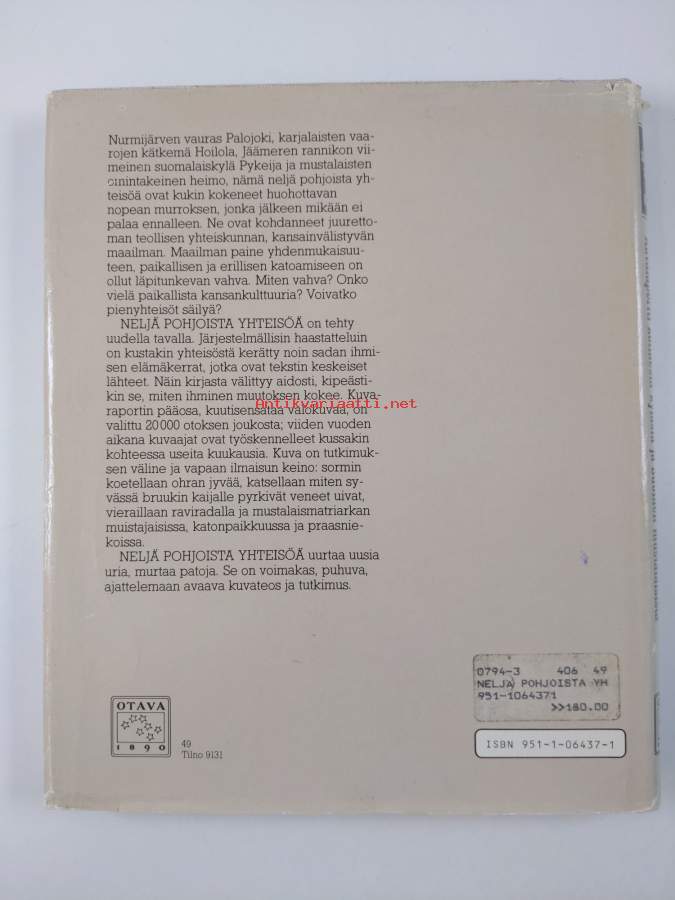 Nurmijärven vauras Palojoki, karjalaisten vaa-
rojen kätkemä Hoilola, Jäämeren rannikon vii-
meinen suomalaiskylä Pykeija ja mustalaisten
omintakeinen heimo, nämä neljä pohjoista yh-
teisöä ovat kukin kokeneet huohottavan
nopean murroksen, jonka jälkeen mikään ei
palaa ennalleen. Ne ovat kohdanneet juuretto-
man teollisen yhteiskunnan, kansainvälistyvän
maailman. Maailman paine yhdenmukaisuu-
teen, paikallisen ja erillisen katoamiseen on
ollut läpitunkevan vahva. Miten vahva? Onko
vielä paikallista kansankulttuuria? Voivatko
pienyhteisöt säilyä?
NELJÄ POHJOISTA YHTEISÖÄ on tehty
uudella tavalla. Järjestelmällisin haastatteluin
on kustakin yhteisöstä kerätty noin sadan ihmi-
sen elämäkerrat, jotka ovat tekstin keskeiset
lähteet. Näin kirjasta välittyy aidosti, kipeästi-
kin se, miten ihminen muutoksen kokee. Kuva-
raportin pääosa, kuutisensataa valokuvaa, on
Antikvariaatti.net
valittu 20 000 otoksen joukosta; viiden vuoden
aikana kuvaajat ovat työskennelleet kussakin
kohteessa useita kuukausia. Kuva on tutkimuk-
sen väline ja vapaan ilmaisun keino: sormin
koetellaan ohran jyvää, katsellaan miten sy-
vässä bruukin kaijalle pyrkivät veneet uivat,
vieraillaan raviradalla ja mustalaismatriarkan
muistajaisissa, katonpaikkuussa ja praasnie-
koissa.
NELJÄ POHJOISTA YHTEISÖÄ uurtaa uusia
uria, murtaa patoja. Se on voimakas, puhuva,
ajattelemaan avaava kuvateos ja tutkimus.
0794-3 406 49
NELJÄ POHJOISTA YH
951-1064371
>>180.00
ISBN 951-1-06437-1
OTAVA
1890
49
Tilno 9131